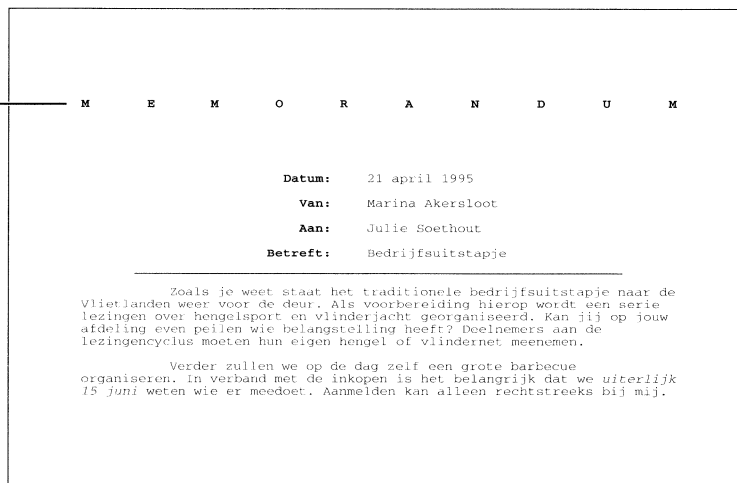 M E M O R A N D U M
Datum: 21 april 1995
Van: Marina Akersloot
Aan: Julie Soethout
Betreft: Bedrijfsuitstapje
Zoals je weet staat het traditionele bedrijfsuitstapje naar de
Vlietlanden weer voor de deur. Als voorbereiding hierop wordt een serie
lezingen over hengelsport en vlinderjacht georganiseerd. Kan jij op jouw
afdeling even peilen wie belangstelling heeft? Deelnemers aan de
lezingencyclus moeten hun eigen hengel of vlindernet meenemen.
Verder zullen we op de dag zelf een grote barbecue
organiseren. In verband met de inkopen is het belangrijk dat we uiterlijk
15 juni weten wie er meedoet. Aanmelden kan alleen rechtstreeks bij mij.